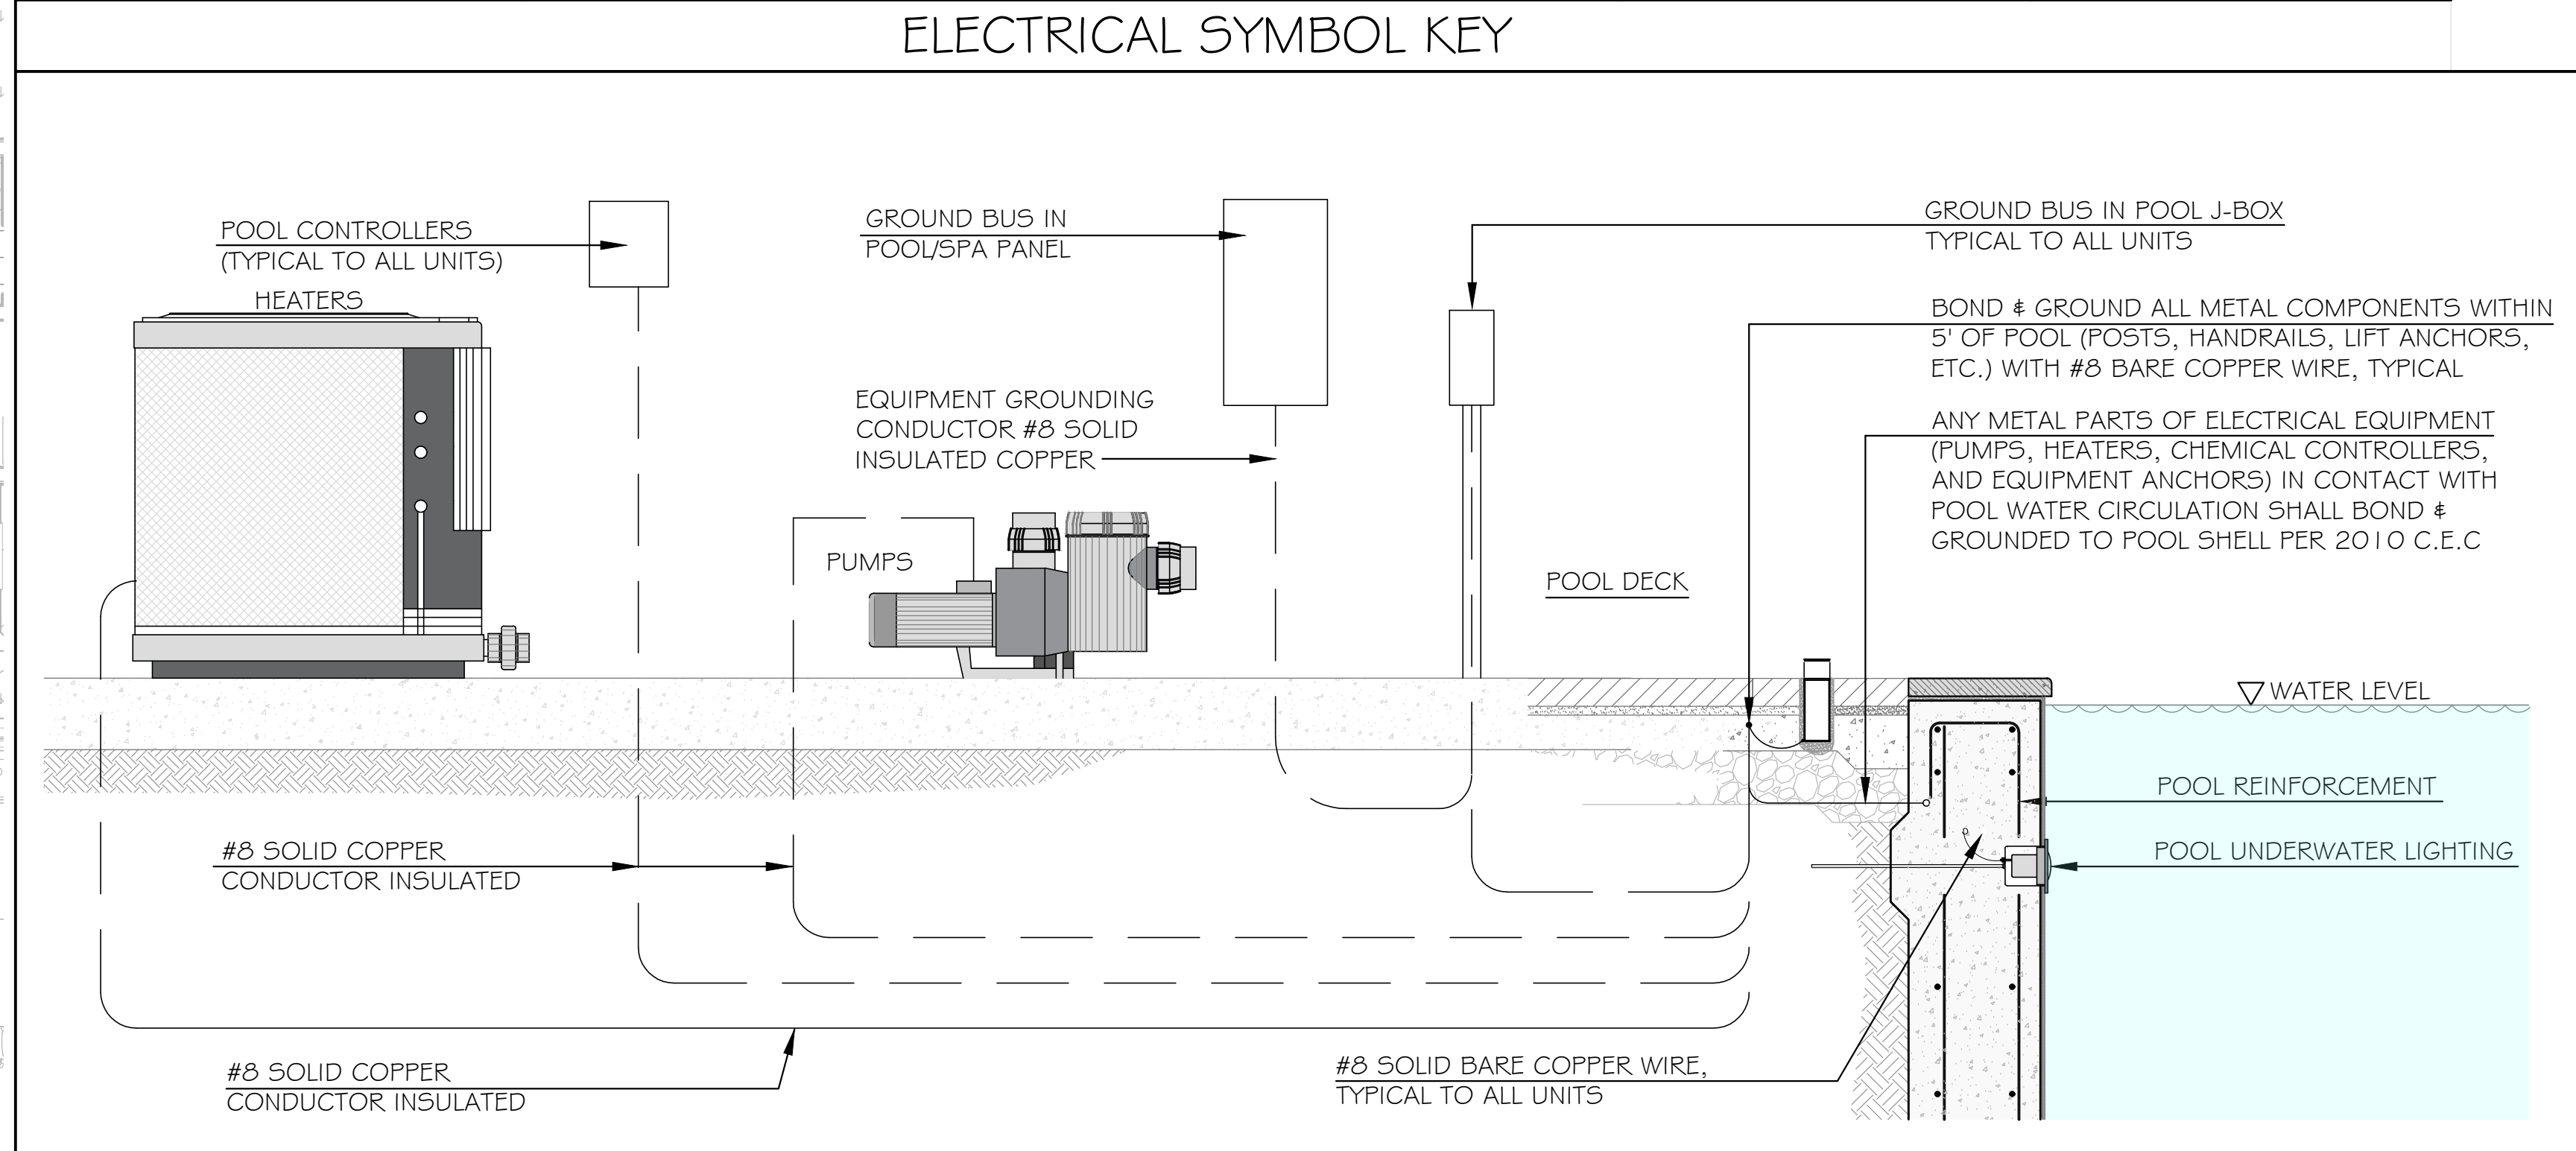 ELECTRICAL SYMBOL KEY
POOL CONTROLLERS
(TYPICAL TO ALL UNITS)
HEATERS
GROUND BUS IN
POOL/SPA PANEL
GROUND BUS IN POOL J-BOX
TYPICAL TO ALL UNITS
BOND & GROUND ALL METAL COMPONENTS WITHIN
5' OF POOL (POSTS, HANDRAILS, LIFT ANCHORS,
ETC.) WITH #8 BARE COPPER WIRE, TYPICAL
EQUIPMENT GROUNDING
CONDUCTOR #8 SOLID
INSULATED COPPER
ANY METAL PARTS OF ELECTRICAL EQUIPMENT
(PUMPS, HEATERS, CHEMICAL CONTROLLERS,
AND EQUIPMENT ANCHORS) IN CONTACT WITH
POOL WATER CIRCULATION SHALL BOND &
GROUNDED TO POOL SHELL PER 2010 C.E.C
PUMPS
POOL DECK
WATER LEVEL
POOL REINFORCEMENT
POOL UNDERWATER LIGHTING
#8 SOLID COPPER
CONDUCTOR INSULATED
#8 SOLID COPPER
CONDUCTOR INSULATED
#8 SOLID BARE COPPER WIRE,
TYPICAL TO ALL UNITS